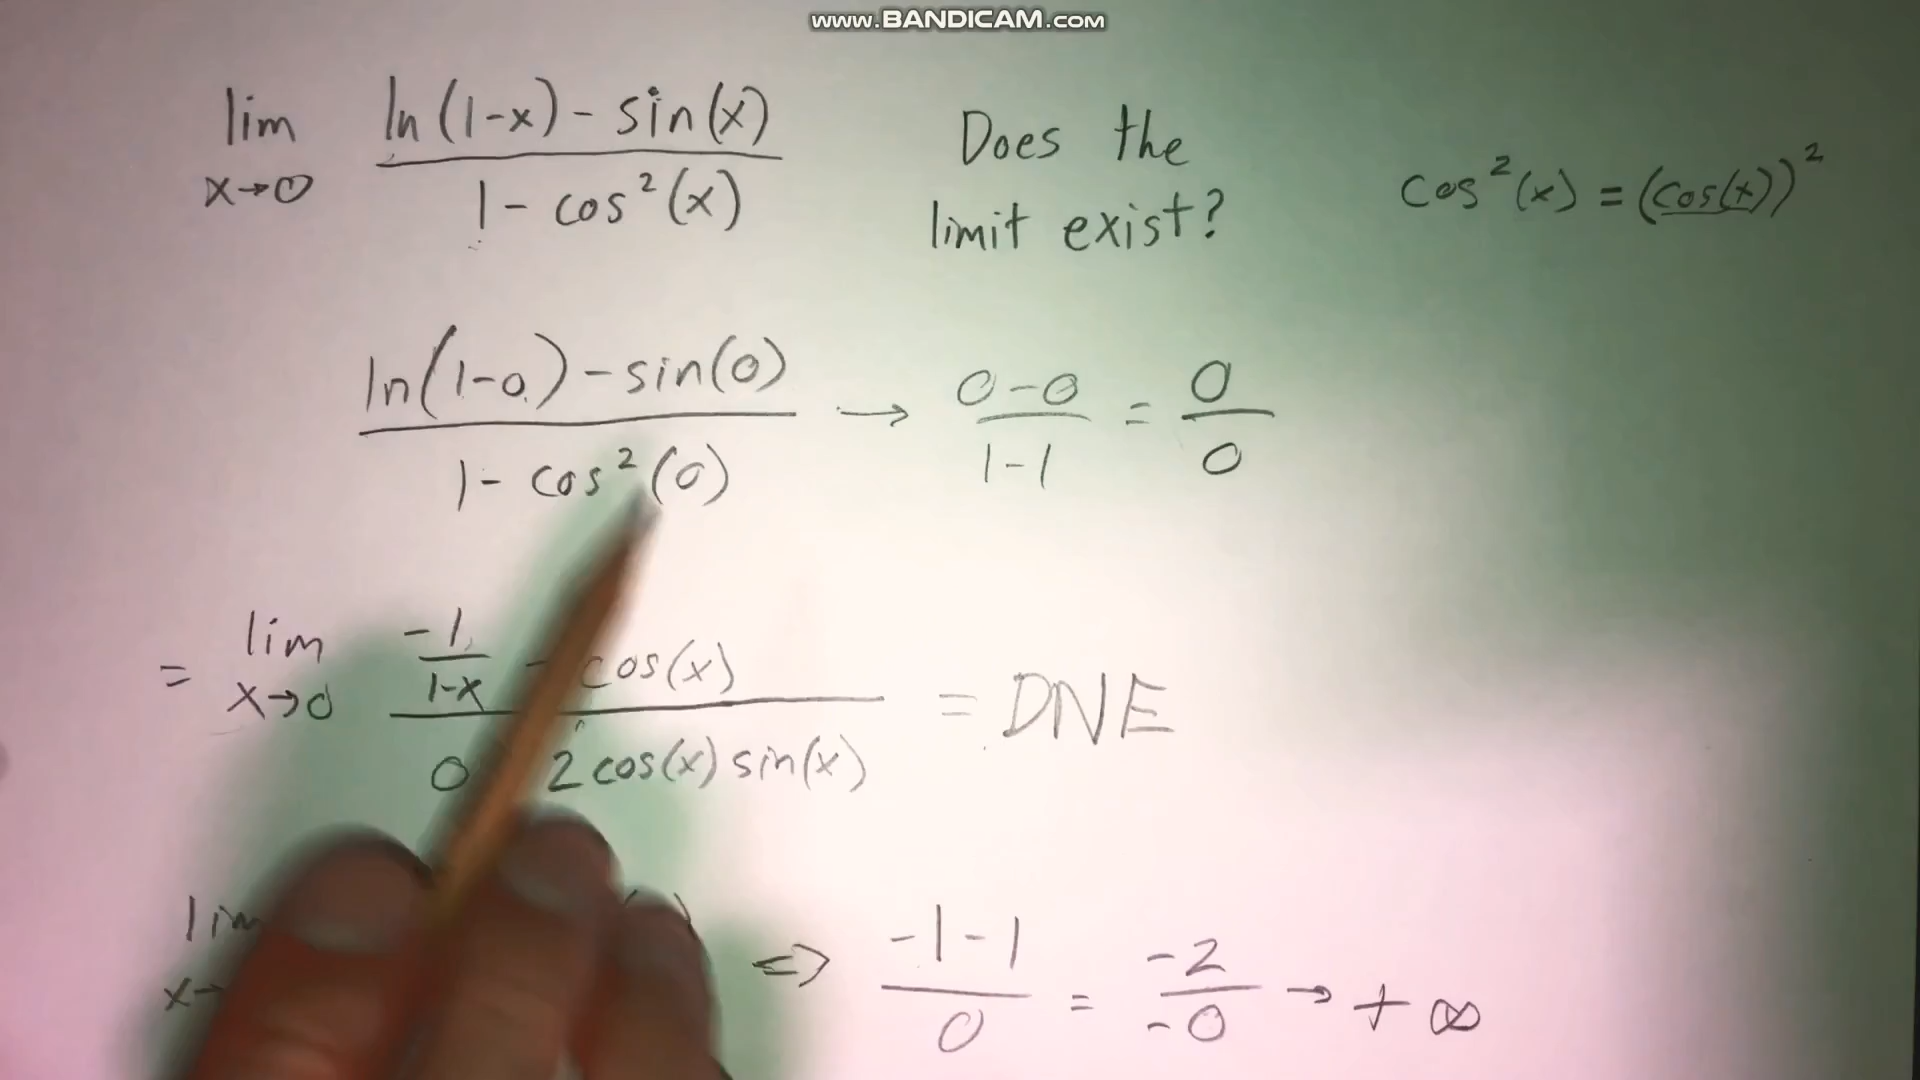 www.BANDICAM.com
lim x→0 ln(1-x) - sin(x) / 1 - cos²(x)
Does the
limit exist?
cos²(x) = (cos(x))²
ln(1-0) - sin(0) / 1 - cos²(0) → 0-0 / 1-1 = 0 / 0
= lim x→0 -1 / 1-x - cos(x) / 0 2cos(x) sin(x) = DNE
lim x→ <=> -1-1 / 0 = -2 / -0 → + ∞